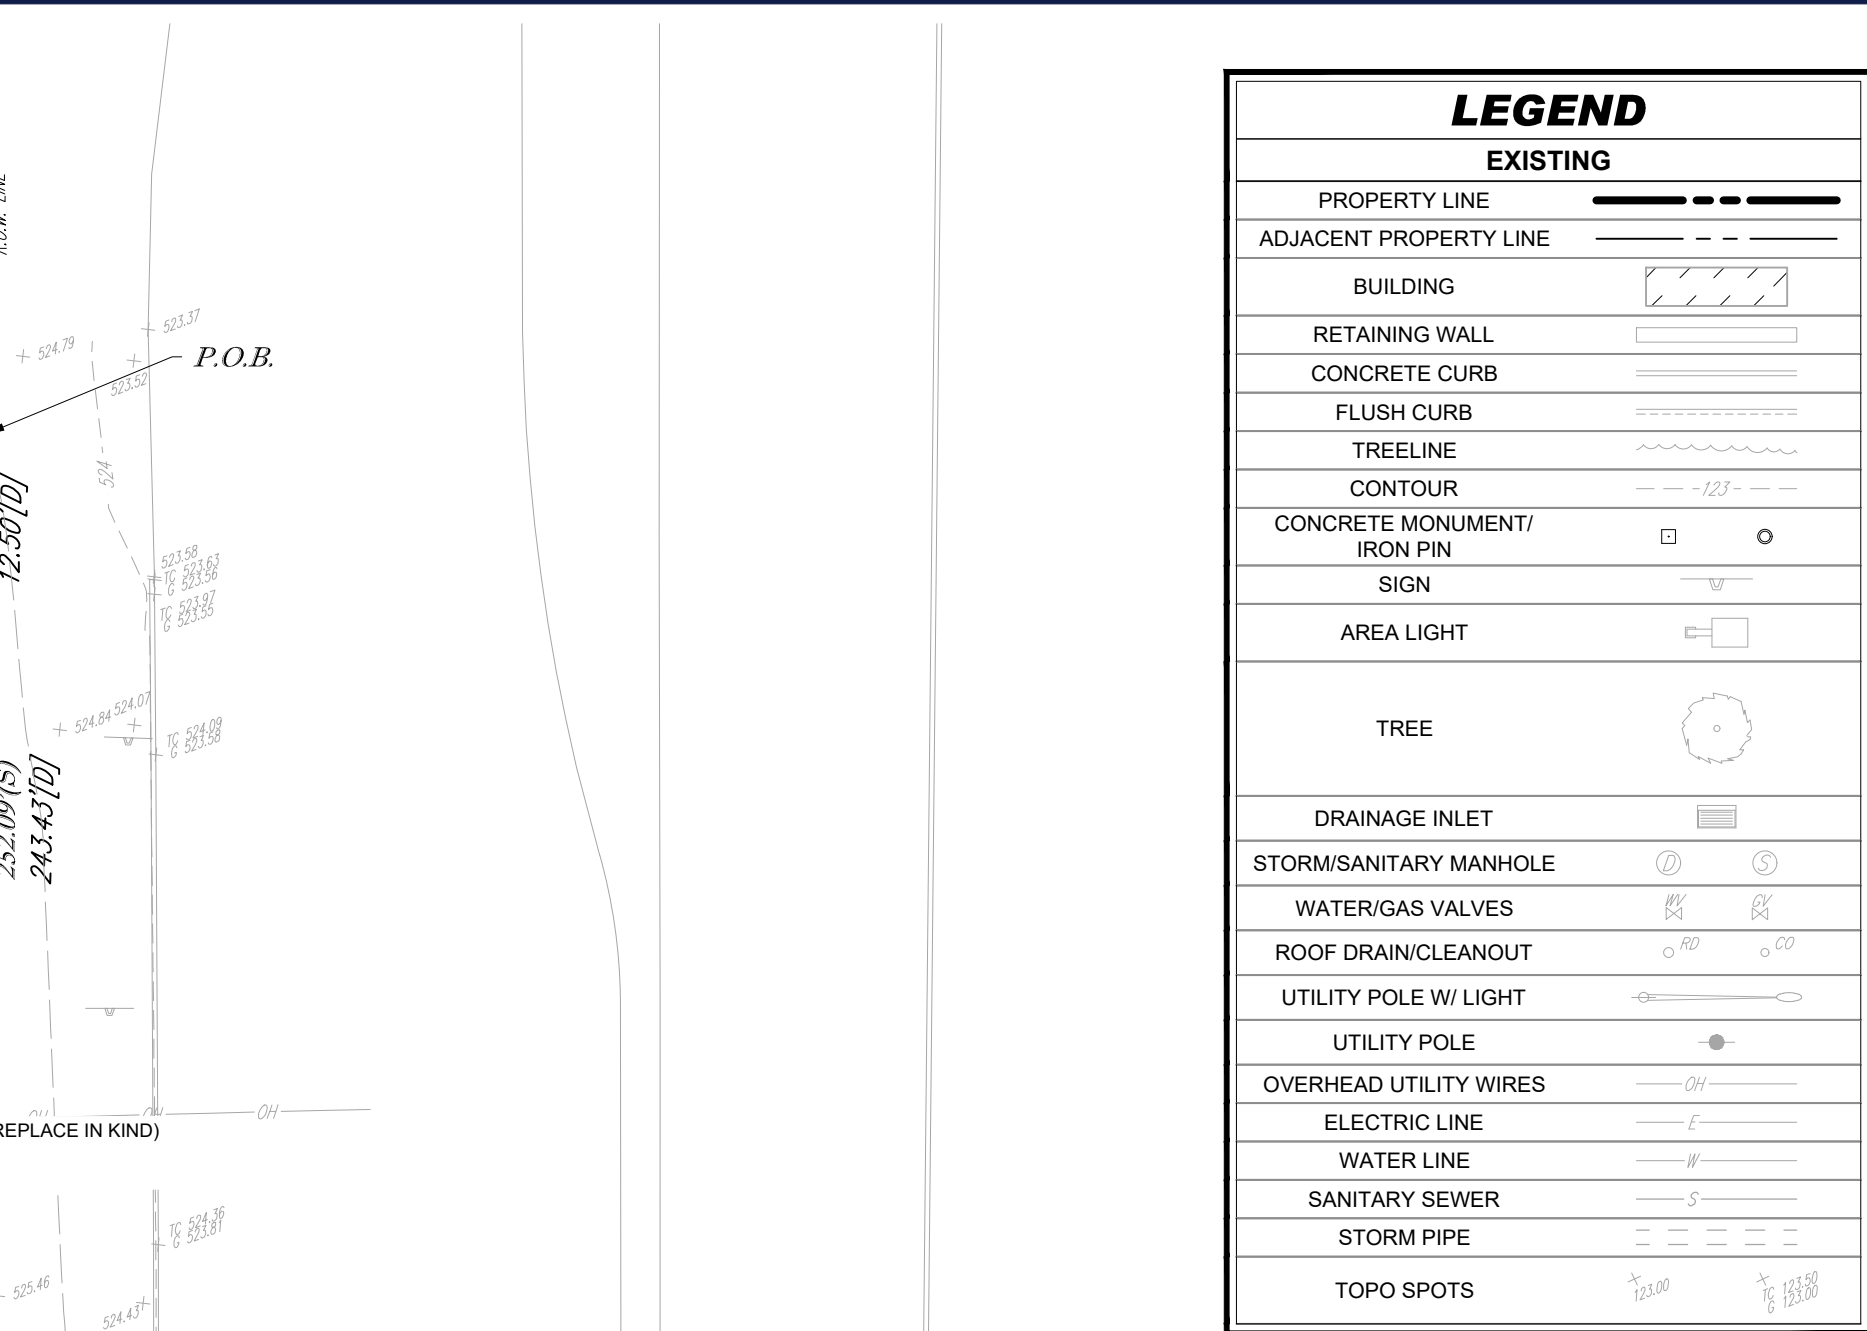 R.O.W. LINE
523.37
524.79
P.O.B.
523.52
524
12.50'[D]
523.58
TC 523.63
G 523.56
TC 523.97
G 523.55
524.84
524.07
TC 524.09
G 523.58
252.09'(S)
243.43'[D]
OH
OH
OH
REPLACE IN KIND)
TC 524.36
G 523.81
525.46
524.43
LEGEND
EXISTING
PROPERTY LINE
ADJACENT PROPERTY LINE
BUILDING
RETAINING WALL
CONCRETE CURB
FLUSH CURB
TREELINE
CONTOUR 123
CONCRETE MONUMENT/
IRON PIN
SIGN
AREA LIGHT
TREE
DRAINAGE INLET
STORM/SANITARY MANHOLE D S
WATER/GAS VALVES WV GV
ROOF DRAIN/CLEANOUT RD CO
UTILITY POLE W/ LIGHT
UTILITY POLE
OVERHEAD UTILITY WIRES OH
ELECTRIC LINE E
WATER LINE W
SANITARY SEWER S
STORM PIPE
TOPO SPOTS
123.00
TC 123.50
G 123.00